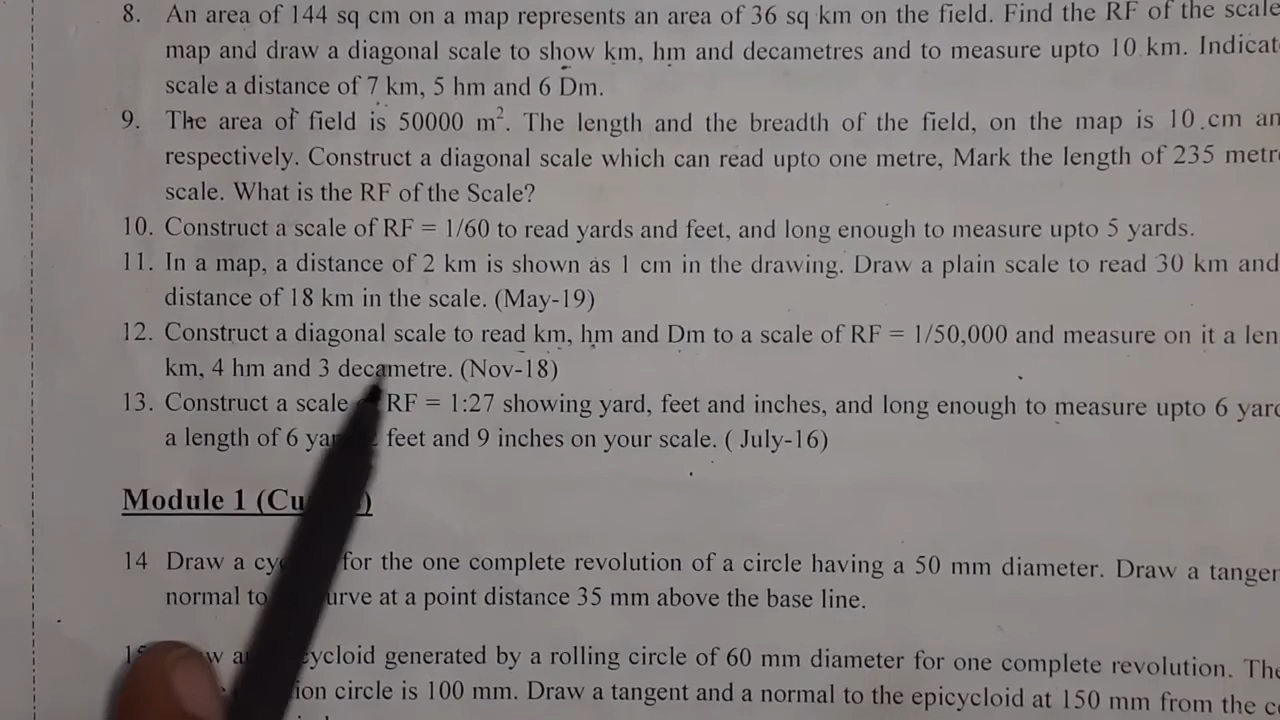 8. An area of 144 sq cm on a map represents an area of 36 sq km on the field. Find the RF of the scale
map and draw a diagonal scale to show km, hm and decametres and to measure upto 10 km. Indicat
scale a distance of 7 km, 5 hm and 6 Dm.
9. The area of field is 50000 m². The length and the breadth of the field, on the map is 10 cm an
respectively. Construct a diagonal scale which can read upto one metre, Mark the length of 235 metr
scale. What is the RF of the Scale?
10. Construct a scale of RF = 1/60 to read yards and feet, and long enough to measure upto 5 yards.
11. In a map, a distance of 2 km is shown as 1 cm in the drawing. Draw a plain scale to read 30 km and
distance of 18 km in the scale. (May-19)
12. Construct a diagonal scale to read km, hm and Dm to a scale of RF = 1/50,000 and measure on it a len
km, 4 hm and 3 decametre. (Nov-18)
13. Construct a scale RF = 1:27 showing yard, feet and inches, and long enough to measure upto 6 yard
a length of 6 feet and 9 inches on your scale. ( July-16)
Module 1
14 Draw a for the one complete revolution of a circle having a 50 mm diameter. Draw a tangen
normal to urve at a point distance 35 mm above the base line.
ycloid generated by a rolling circle of 60 mm diameter for one complete revolution. The
ion circle is 100 mm. Draw a tangent and a normal to the epicycloid at 150 mm from the c